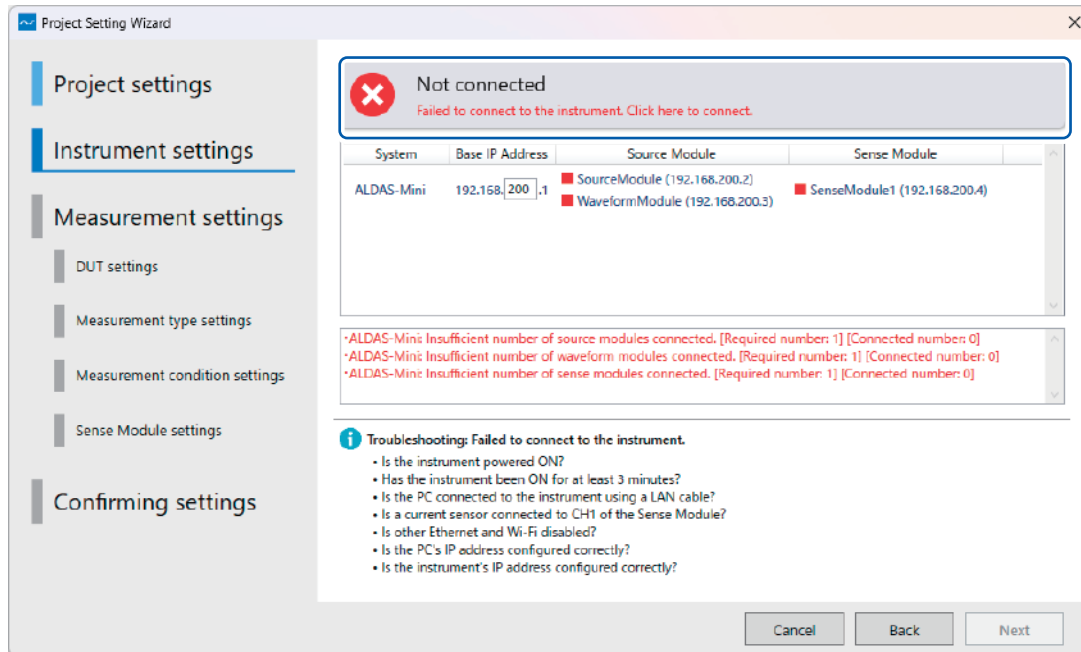 Project Setting Wizard
Project settings
Instrument settings
Measurement settings
DUT settings
Measurement type settings
Measurement condition settings
Sense Module settings
Confirming settings
Not connected
Failed to connect to the instrument. Click here to connect.
System Base IP Address Source Module Sense Module
ALDAS-Mini 192.168. 200 .1 SourceModule (192.168.200.2) SenseModule1 (192.168.200.4)
WaveformModule (192.168.200.3)
·ALDAS-Mini: Insufficient number of source modules connected. [Required number: 1] [Connected number: 0]
·ALDAS-Mini: Insufficient number of waveform modules connected. [Required number: 1] [Connected number: 0]
·ALDAS-Mini: Insufficient number of sense modules connected. [Required number: 1] [Connected number: 0]
Troubleshooting: Failed to connect to the instrument.
• Is the instrument powered ON?
• Has the instrument been ON for at least 3 minutes?
• Is the PC connected to the instrument using a LAN cable?
• Is a current sensor connected to CH1 of the Sense Module?
• Is other Ethernet and Wi-Fi disabled?
• Is the PC's IP address configured correctly?
• Is the instrument's IP address configured correctly?
Cancel Back Next